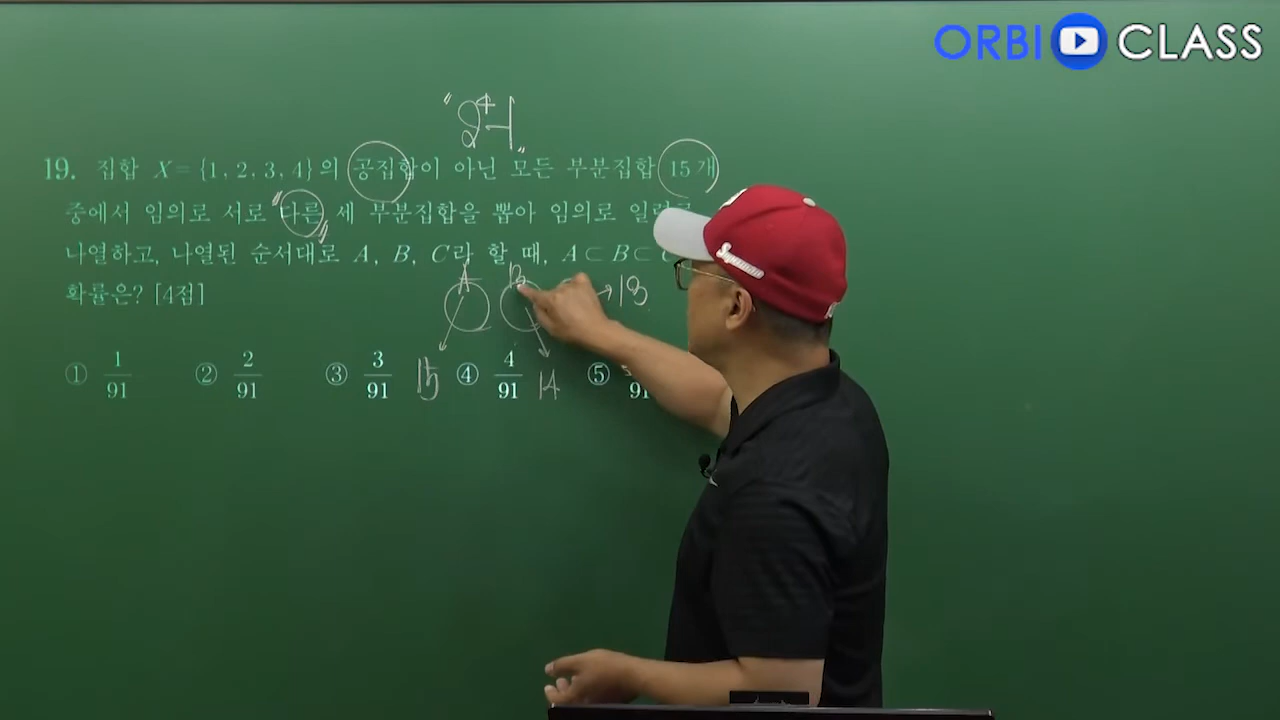 ORBI CLASS
"2⁴-1"
19. 집합 X={1, 2, 3, 4}의 공집합이 아닌 모든 부분집합 15개
중에서 임의로 서로 "다른" 세 부분집합을 뽑아 임의로 일렬로
나열하고, 나열된 순서대로 A, B, C라 할 때, A⊂B⊂
확률은? [4점]
A B
13
① 1/91 ② 2/91 ③ 3/91 ④ 4/91 ⑤
15 14